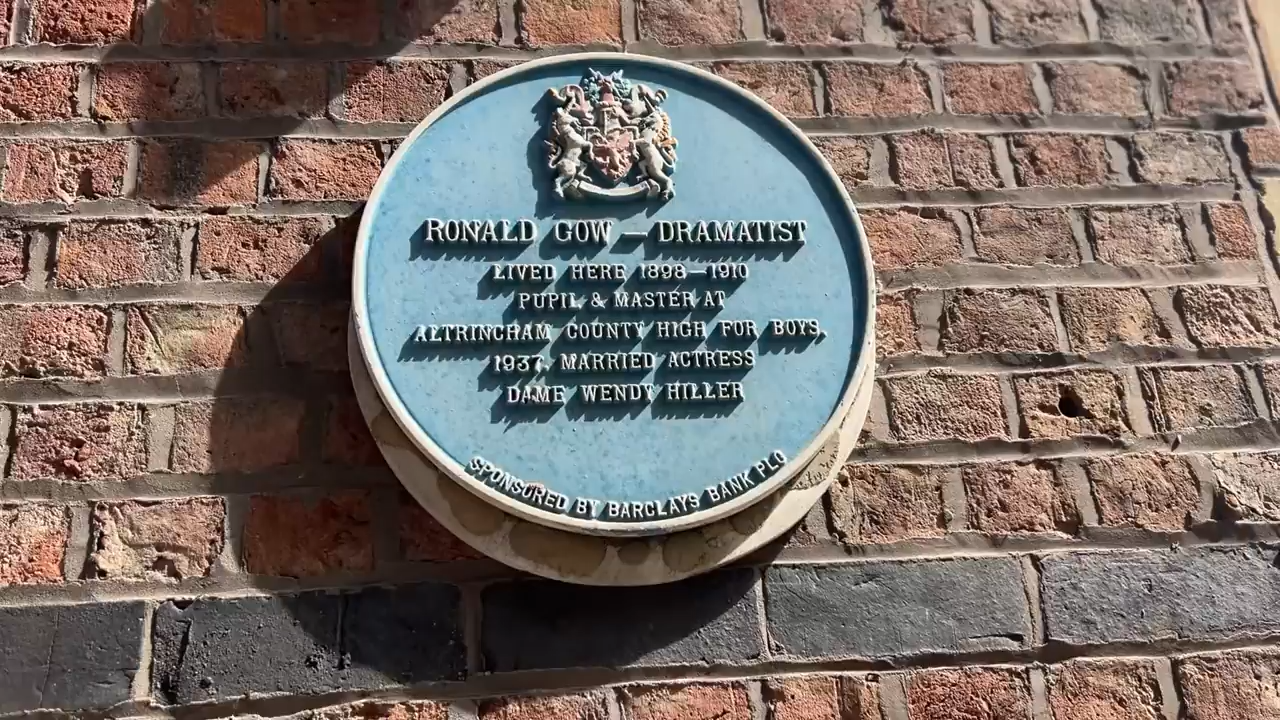 RONALD GOW — DRAMATIST
LIVED HERE 1898—1910
PUPIL & MASTER AT
ALTRINCHAM COUNTY HIGH FOR BOYS.
1937, MARRIED ACTRESS
DAME WENDY HILLER
SPONSORED BY BARCLAYS BANK PLC